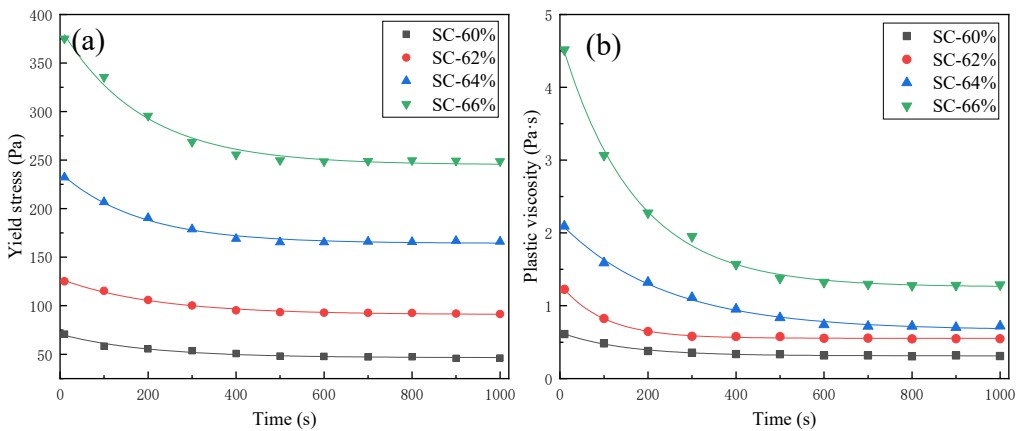 (a)
SC-60%
SC-62%
SC-64%
SC-66%
Yield stress (Pa)
400
350
300
250
200
150
100
50
0 200 400 600 800 1000
Time (s)
(b)
SC-60%
SC-62%
SC-64%
SC-66%
Plastic viscosity (Pa·s)
5
4
3
2
1
0
0 200 400 600 800 1000
Time (s)